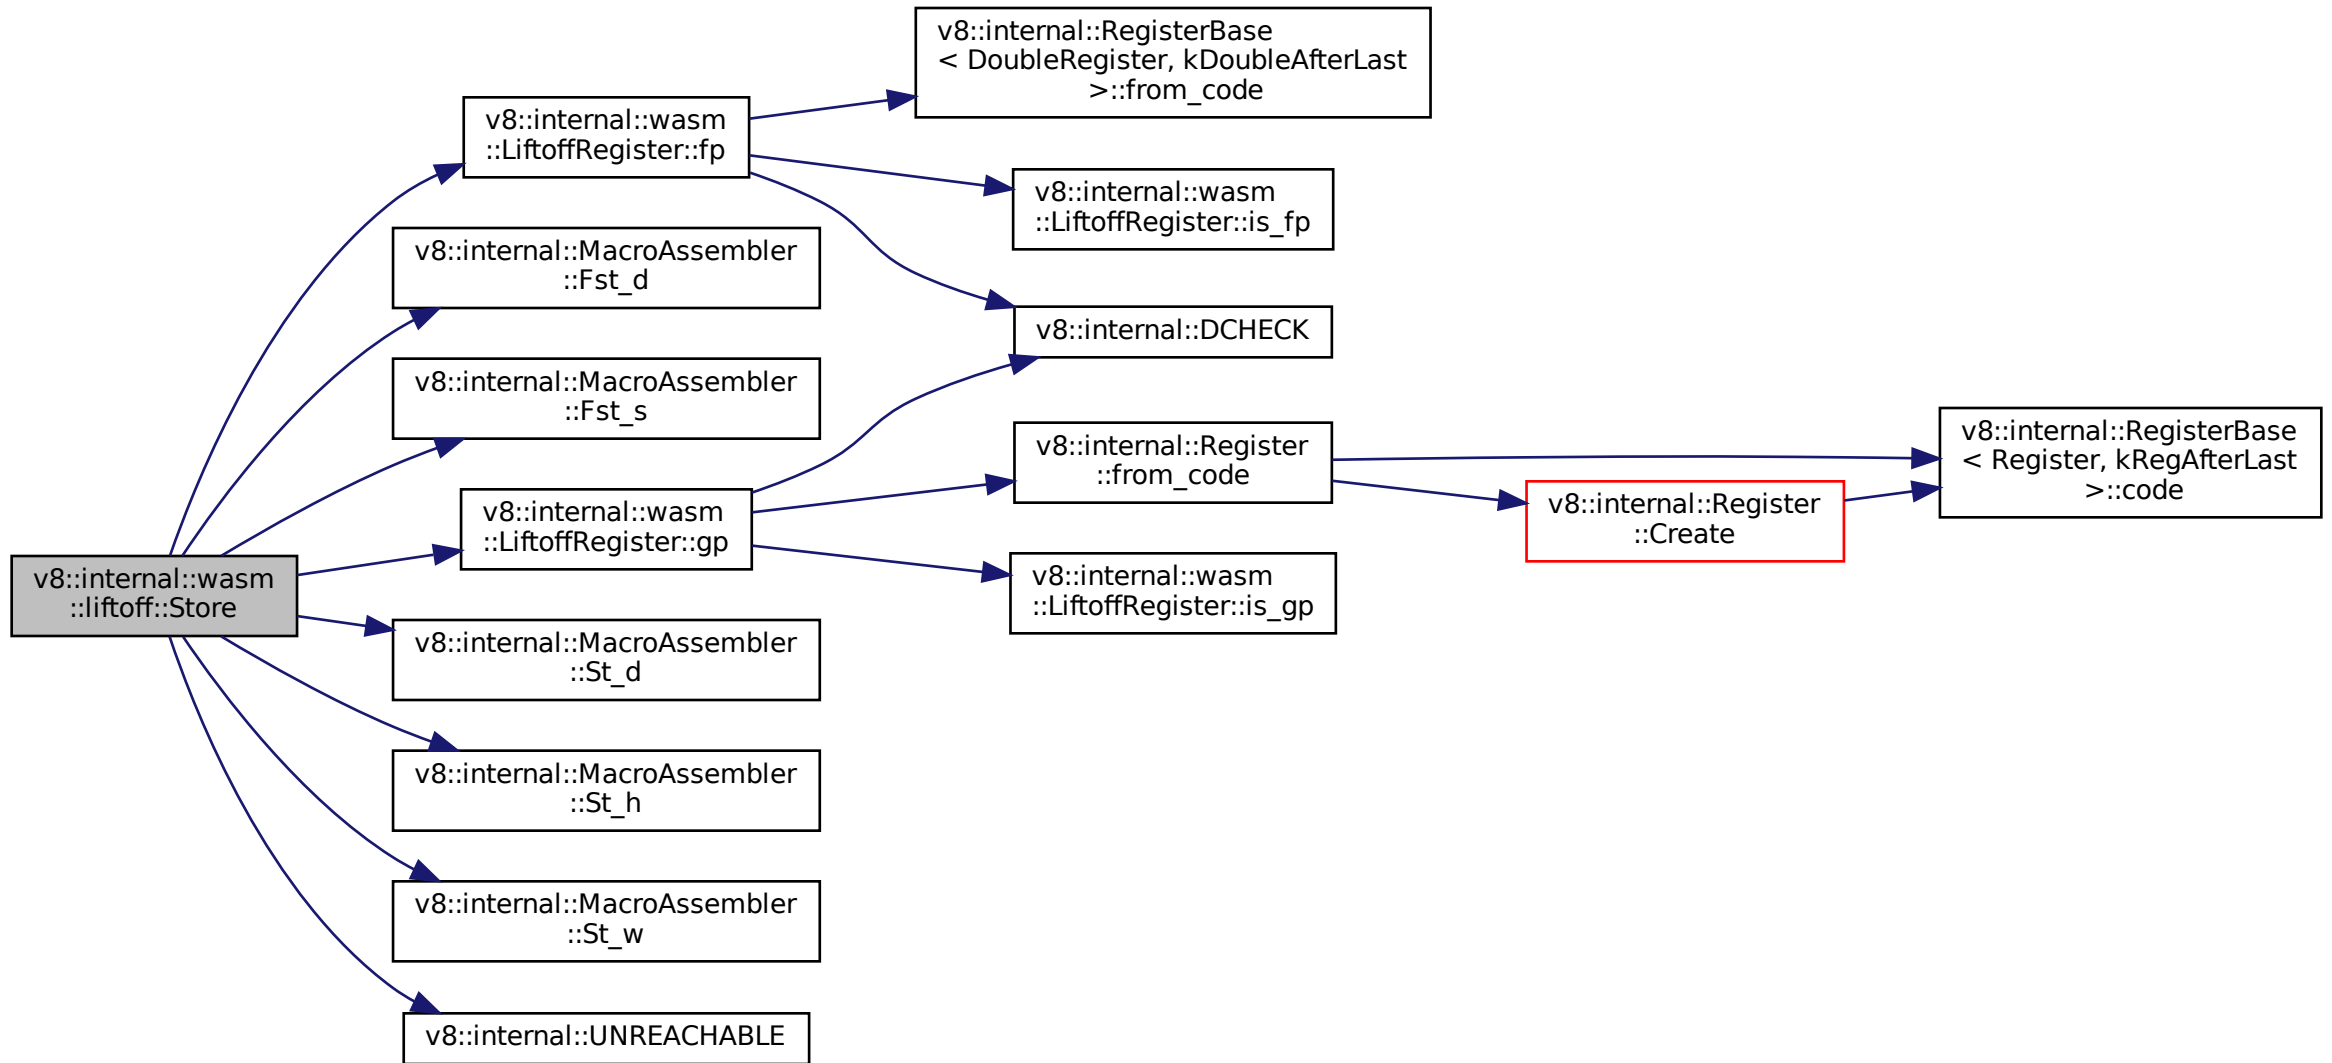 v8::internal::wasm
::liftoff::Store
v8::internal::wasm
::LiftoffRegister::fp
v8::internal::MacroAssembler
::Fst_d
v8::internal::MacroAssembler
::Fst_s
v8::internal::wasm
::LiftoffRegister::gp
v8::internal::MacroAssembler
::St_d
v8::internal::MacroAssembler
::St_h
v8::internal::MacroAssembler
::St_w
v8::internal::UNREACHABLE
v8::internal::RegisterBase
< DoubleRegister, kDoubleAfterLast
>::from_code
v8::internal::wasm
::LiftoffRegister::is_fp
v8::internal::DCHECK
v8::internal::Register
::from_code
v8::internal::wasm
::LiftoffRegister::is_gp
v8::internal::Register
::Create
v8::internal::RegisterBase
< Register, kRegAfterLast
>::code